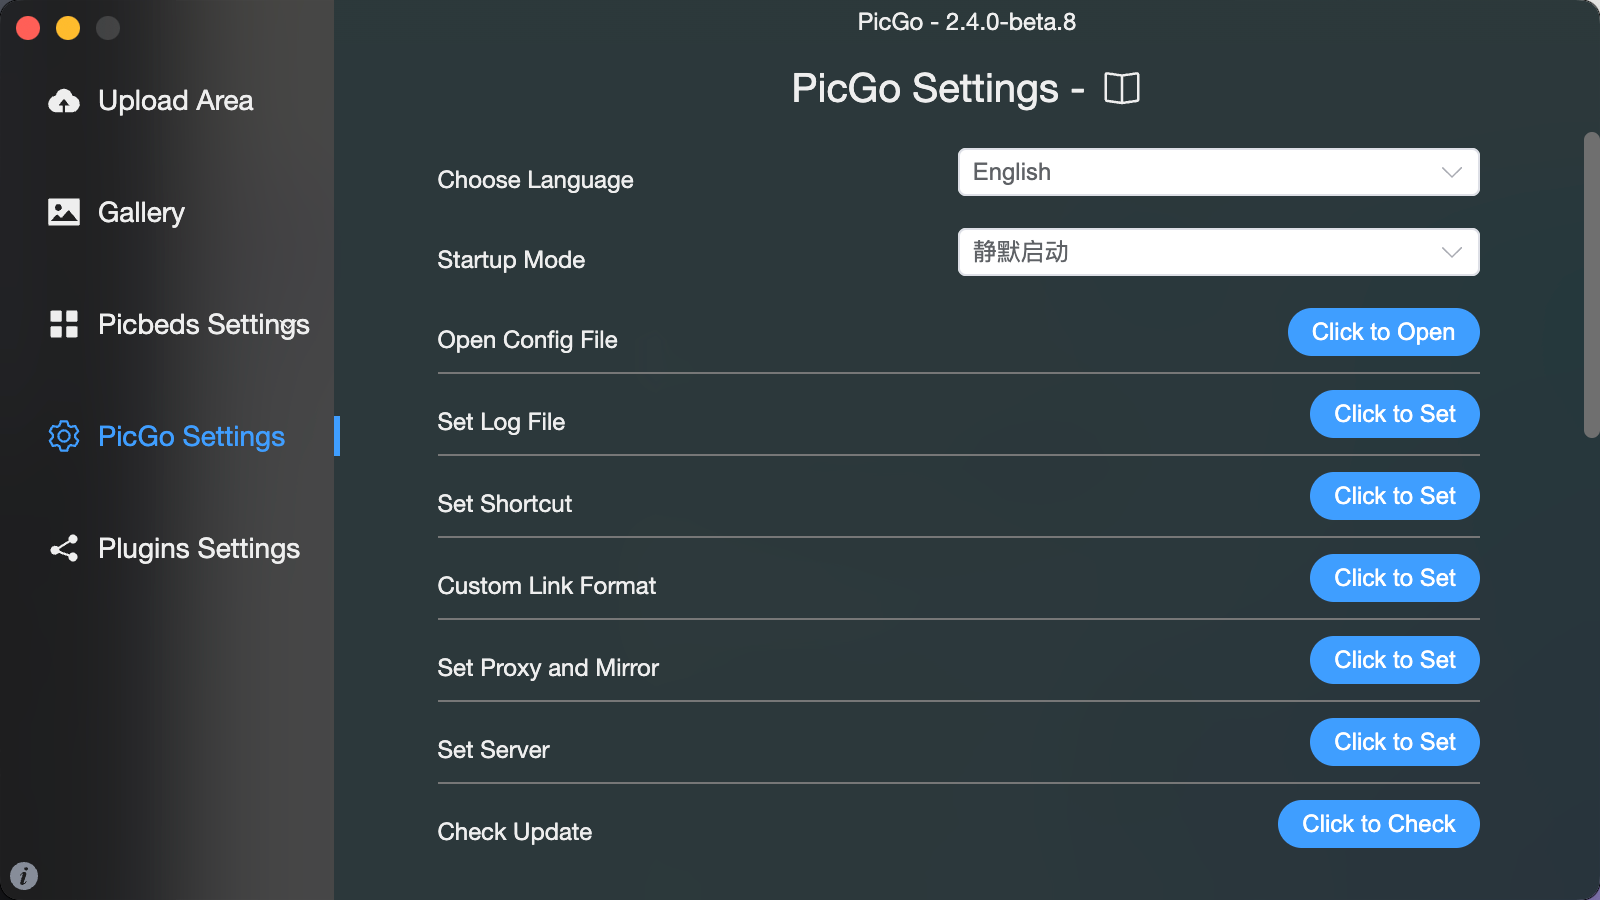 PicGo - 2.4.0-beta.8
Upload Area
Gallery
Picbeds Settings
PicGo Settings
Plugins Settings
PicGo Settings -
Choose Language
English
Startup Mode
静默启动
Open Config File
Click to Open
Set Log File
Click to Set
Set Shortcut
Click to Set
Custom Link Format
Click to Set
Set Proxy and Mirror
Click to Set
Set Server
Click to Set
Check Update
Click to Check